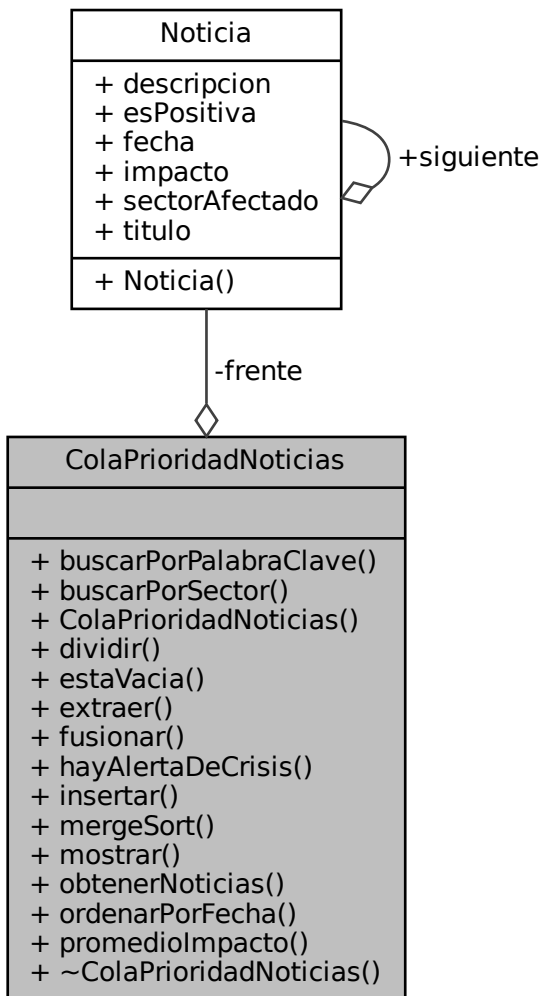 Noticia
+ descripcion
+ esPositiva
+ fecha
+ impacto
+ sectorAfectado
+ titulo
+ Noticia()
+siguiente
-frente
ColaPrioridadNoticias
+ buscarPorPalabraClave()
+ buscarPorSector()
+ ColaPrioridadNoticias()
+ dividir()
+ estaVacia()
+ extraer()
+ fusionar()
+ hayAlertaDeCrisis()
+ insertar()
+ mergeSort()
+ mostrar()
+ obtenerNoticias()
+ ordenarPorFecha()
+ promedioImpacto()
+ ~ColaPrioridadNoticias()